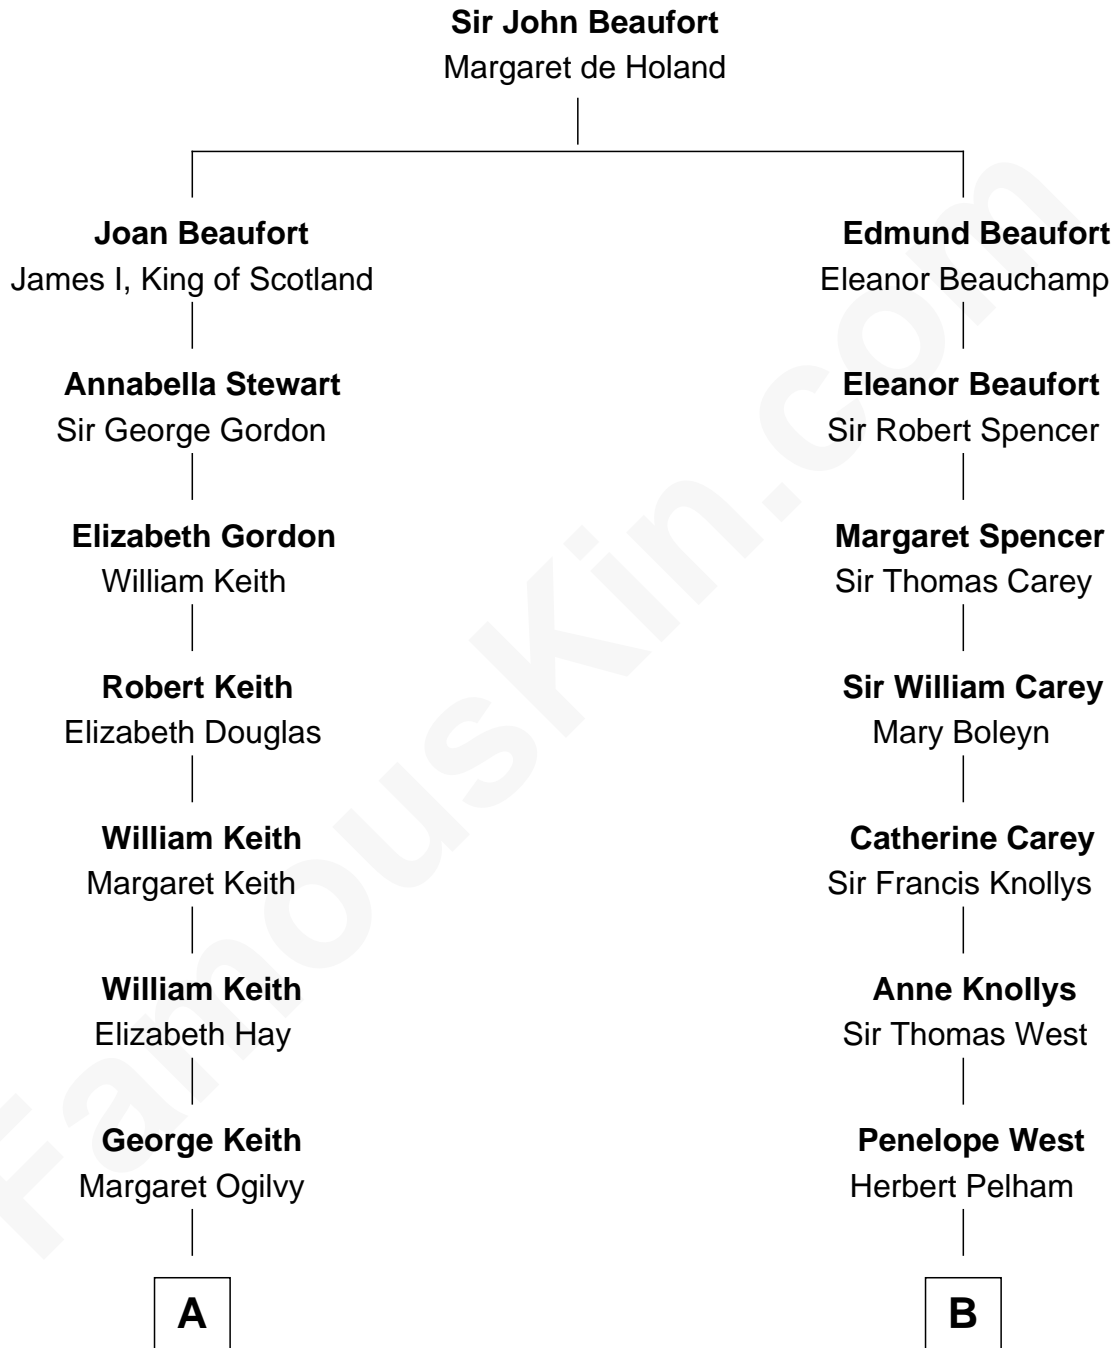 Sir John Beaufort
Margaret de Holand
Joan Beaufort
James I, King of Scotland
Annabella Stewart
Sir George Gordon
Elizabeth Gordon
William Keith
Robert Keith
Elizabeth Douglas
William Keith
Margaret Keith
William Keith
Elizabeth Hay
George Keith
Margaret Ogilvy
A
Edmund Beaufort
Eleanor Beauchamp
Eleanor Beaufort
Sir Robert Spencer
Margaret Spencer
Sir Thomas Carey
Sir William Carey
Mary Boleyn
Catherine Carey
Sir Francis Knollys
Anne Knollys
Sir Thomas West
Penelope West
Herbert Pelham
B
FamousKin.com